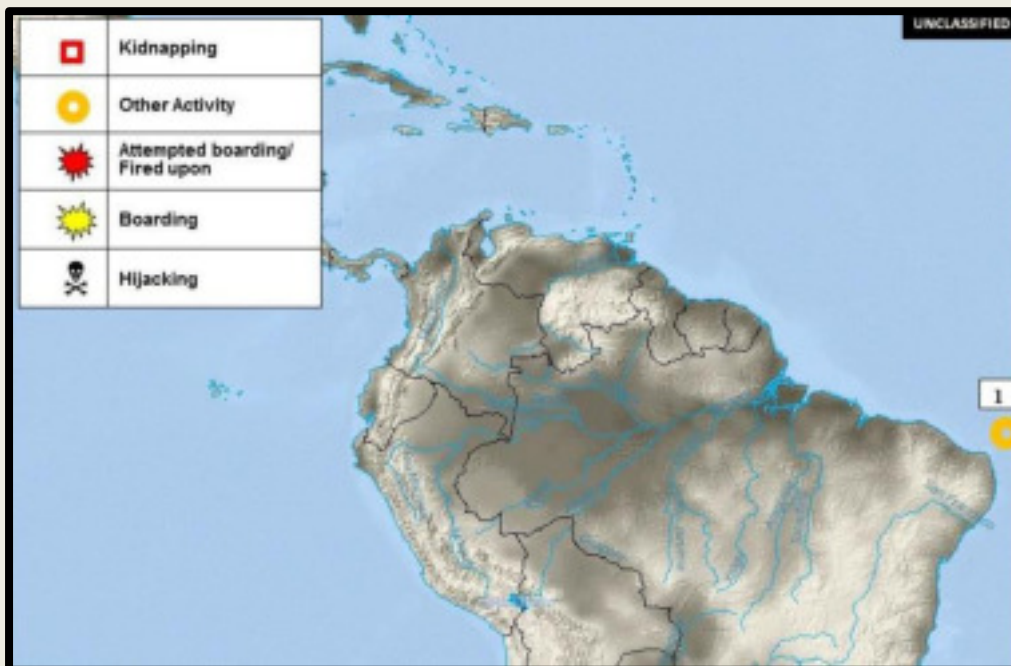 UNCLASSIFIED
Kidnapping
Other Activity
Attempted boarding/
Fired upon
Boarding
Hijacking
1